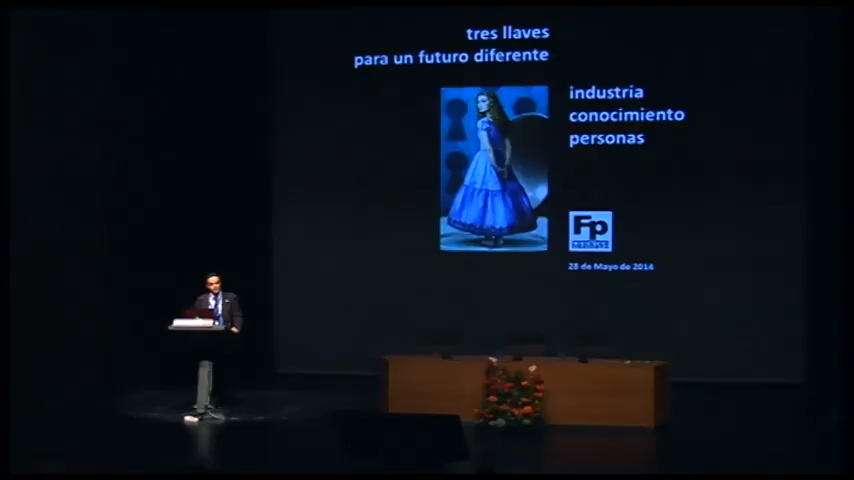 tres llaves
para un futuro diferente
industria
conocimiento
personas
Fp
28 de Mayo de 2014